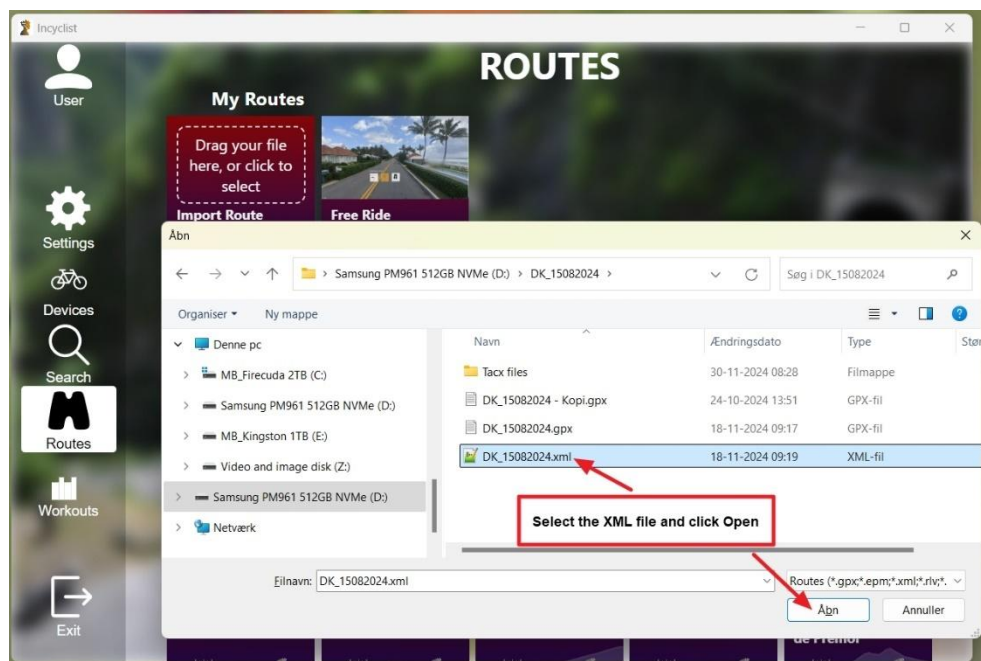 Incyclist
User
Settings
Devices
Search
Routes
Workouts
Exit
ROUTES
My Routes
Drag your file
here, or click to
select
Import Route
Free Ride
Åbn
Samsung PM961 512GB NVMe (D:) > DK_15082024 >
Søg i DK_15082024
Organiser
Ny mappe
Denne pc
MB_Firecuda 2TB (C:)
Samsung PM961 512GB NVMe (D:)
MB_Kingston 1TB (E:)
Video and image disk (Z:)
Samsung PM961 512GB NVMe (D:)
Netværk
Navn Ændringsdato Type Stør
Tacx files 30-11-2024 08:28 Filmappe
DK_15082024 - Kopi.gpx 24-10-2024 13:51 GPX-fil
DK_15082024.gpx 18-11-2024 09:17 GPX-fil
DK_15082024.xml 18-11-2024 09:19 XML-fil
Select the XML file and click Open
Filnavn: DK_15082024.xml
Routes (*.gpx;*.epm;*.xml;*.rlv;*.
Åbn
Annuller